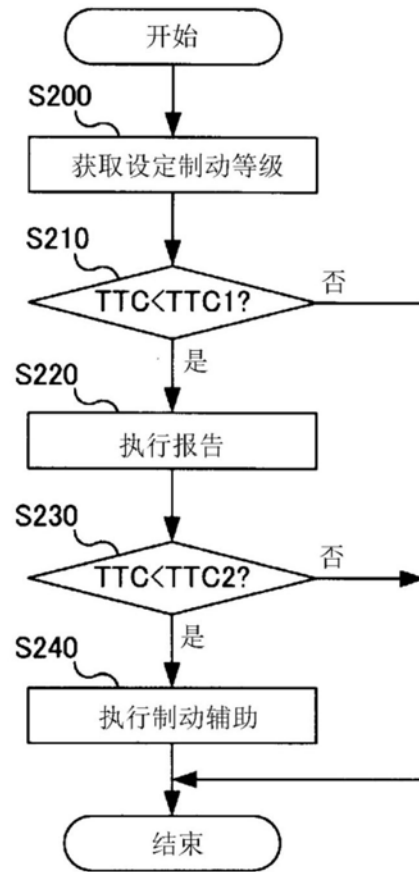 开始
S200
获取设定制动等级
S210
TTC<TTC1?
否
是
S220
执行报告
S230
TTC<TTC2?
否
是
S240
执行制动辅助
结束